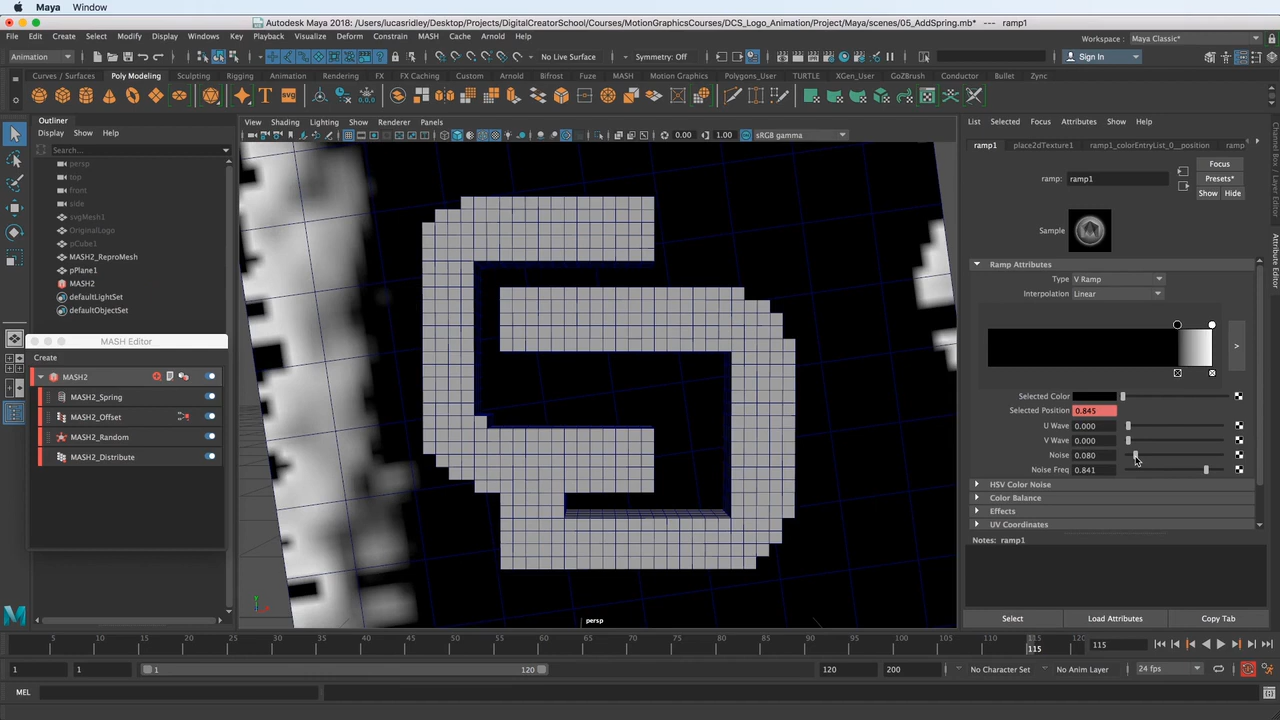 Maya Window
Autodesk Maya 2018: /Users/lucasridley/Desktop/Projects/DigitalCreatorSchool/Courses/MotionGraphicsCourses/DCS_Logo_Animation/Project/Maya/scenes/05_AddSpring.mb* --- ramp1
File Edit Create Select Modify Display Windows Key Playback Visualize Deform Constrain MASH Cache Arnold Help
Workspace : Maya Classic*
Animation No Live Surface Symmetry: Off Sign In
Curves / Surfaces Poly Modeling Sculpting Rigging Animation Rendering FX FX Caching Custom Arnold Bifrost Fuze MASH Motion Graphics Polygons_User TURTLE XGen_User GoZBrush Conductor Bullet Zync
Outliner
Display Show Help
Search...
persp
top
front
side
svgMesh1
OriginalLogo
pCube1
MASH2_ReproMesh
pPlane1
MASH2
defaultLightSet
defaultObjectSet
MASH Editor
Create
MASH2
MASH2_Spring
MASH2_Offset
MASH2_Random
MASH2_Distribute
View Shading Lighting Show Renderer Panels
0.00 1.00 sRGB gamma
persp
List Selected Focus Attributes Show Help
ramp1 place2dTexture1 ramp1_colorEntryList_0__position ramp
Focus
ramp: ramp1 Presets*
Show Hide
Sample
Ramp Attributes
Type V Ramp
Interpolation Linear
>
Selected Color
Selected Position 0.845
U Wave 0.000
V Wave 0.000
Noise 0.080
Noise Freq 0.841
HSV Color Noise
Color Balance
Effects
UV Coordinates
Notes: ramp1
Select Load Attributes Copy Tab
Channel Box / Layer Editor
Attribute Editor
5 10 15 20 25 30 35 40 45 50 55 60 65 70 75 80 85 90 95 100 105 110 115 120
115
115
1 1 1 120 120 200 No Character Set No Anim Layer 24 fps
MEL